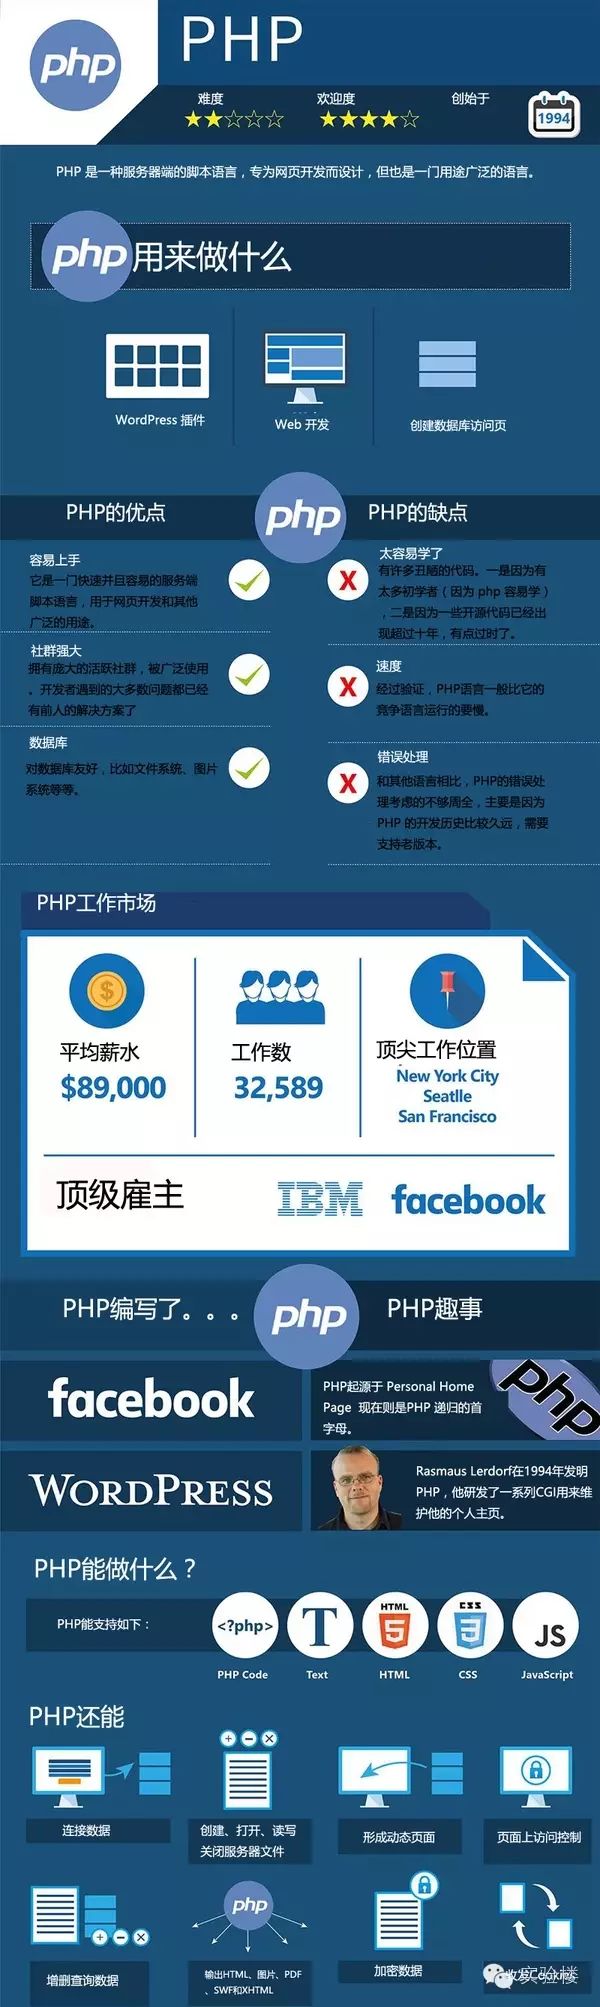 php
PHP
难度
欢迎度
创始于
1994
PHP 是一种服务器端的脚本语言，专为网页开发而设计，但也是一门用途广泛的语言。
php用来做什么
WordPress 插件
Web 开发
创建数据库访问页
PHP的优点
php
PHP的缺点
容易上手
它是一门快速并且容易的服务端
脚本语言，用于网页开发和其他
广泛的用途。
社群强大
拥有庞大的活跃社群，被广泛使用
。开发者遇到的大多数问题都已经
有前人的解决方案了
数据库
对数据库友好，比如文件系统、图片
系统等等。
X
太容易学了
有许多丑陋的代码。一是因为有
太多初学者（因为 php 容易学）
，二是因为一些开源代码已经出
现超过十年，有点过时了。
X
速度
经过验证，PHP语言一般比它的
竞争语言运行的要慢。
X
错误处理
和其他语言相比，PHP的错误处
理考虑的不够周全，主要是因为
PHP 的开发历史比较久远，需要
支持老版本。
PHP工作市场
$
平均薪水
$89,000
工作数
32,589
顶尖工作位置
New York City
Seatlle
San Francisco
顶级雇主
IBM
facebook
PHP编写了。。。
php
PHP趣事
facebook
PHP起源于 Personal Home
Page 现在则是PHP 递归的首
字母。
php
WORDPRESS
Rasmaus Lerdorf在1994年发明
PHP，他研发了一系列CGI用来维
护他的个人主页。
PHP能做什么？
PHP能支持如下：
<?php>
T
HTML
5
CSS
3
JS
PHP Code
Text
HTML
CSS
JavaScript
PHP还能
连接数据
创建、打开、读写
关闭服务器文件
形成动态页面
页面上访问控制
增删查询数据
php
输出HTML、图片、PDF
、SWF和XHTML
加密数据
实验楼